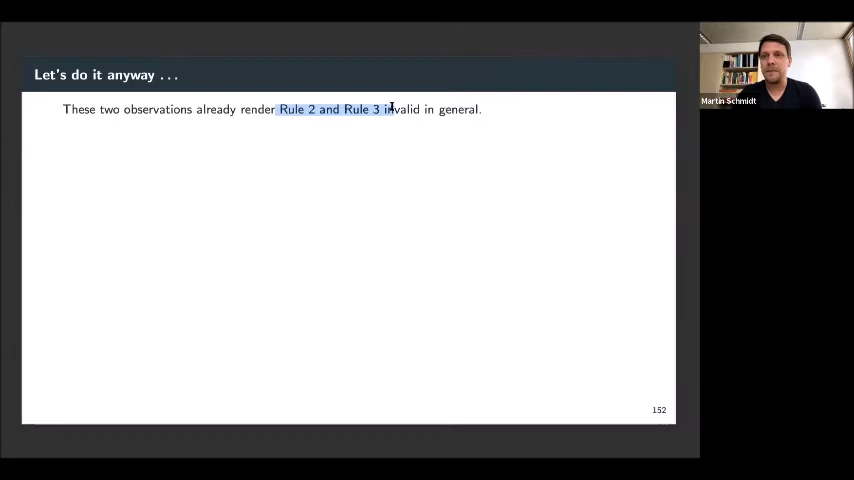 Let's do it anyway . . .
These two observations already render Rule 2 and Rule 3 invalid in general.
152
Martin Schmidt